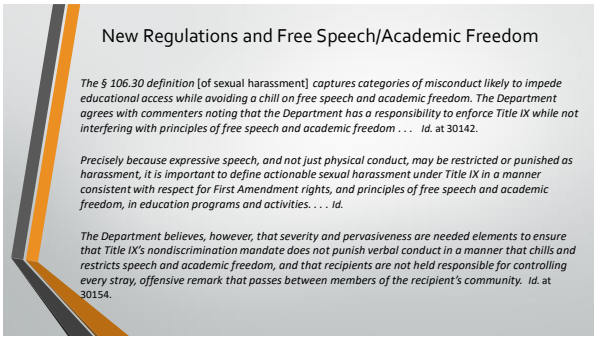 New Regulations and Free Speech/Academic Freedom
The § 106.30 definition [of sexual harassment] captures categories of misconduct likely to impede
educational access while avoiding a chill on free speech and academic freedom. The Department
agrees with commenters noting that the Department has a responsibility to enforce Title IX while not
interfering with principles of free speech and academic freedom . . .   Id. at 30142.
Precisely because expressive speech, and not just physical conduct, may be restricted or punished as
harassment, it is important to define actionable sexual harassment under Title IX in a manner
consistent with respect for First Amendment rights, and principles of free speech and academic
freedom, in education programs and activities. . . . Id.
The Department believes, however, that severity and pervasiveness are needed elements to ensure
that Title IX's nondiscrimination mandate does not punish verbal conduct in a manner that chills and
restricts speech and academic freedom, and that recipients are not held responsible for controlling
every stray, offensive remark that passes between members of the recipient's community.  Id. at
30154.